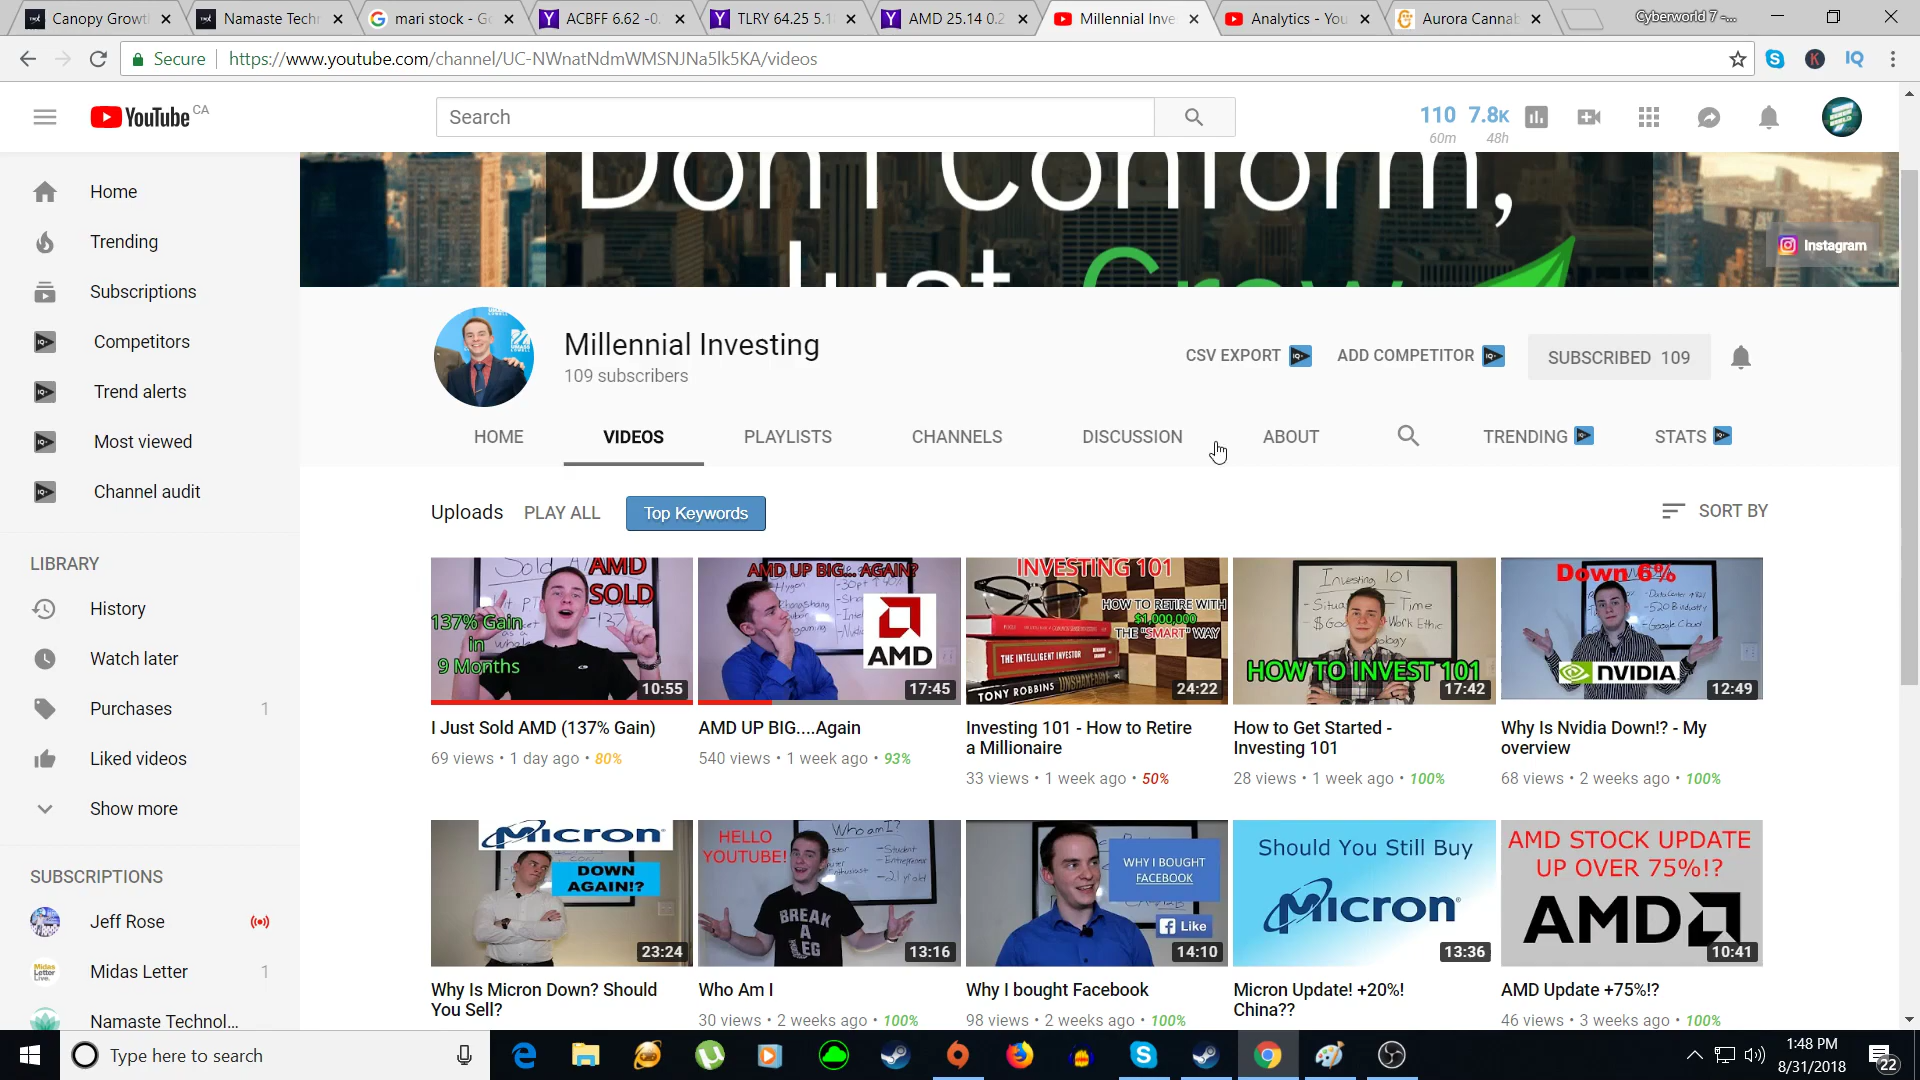 Canopy Growt
Namaste Techn
mari stock - G
ACBFF 6.62 -0.
TLRY 64.25 5.1
AMD 25.14 0.2
Millennial Inve
Analytics - You
Aurora Cannab
Cyberworld 7 -...
Secure
https://www.youtube.com/channel/UC-NWnatNdmWMSNJNa5lk5KA/videos
YouTube CA
Search
110 7.8K
60m 48h
Don't Conform,
Just Grow
Instagram
Home
Trending
Subscriptions
Competitors
Trend alerts
Most viewed
Channel audit
LIBRARY
History
Watch later
Purchases 1
Liked videos
Show more
SUBSCRIPTIONS
Jeff Rose
Midas Letter 1
Namaste Technol...
Millennial Investing
109 subscribers
CSV EXPORT
ADD COMPETITOR
SUBSCRIBED 109
HOME
VIDEOS
PLAYLISTS
CHANNELS
DISCUSSION
ABOUT
TRENDING
STATS
Uploads
PLAY ALL
Top Keywords
SORT BY
AMD
SOLD
137% Gain
in
9 Months
10:55
I Just Sold AMD (137% Gain)
69 views • 1 day ago • 80%
AMD UP BIG... AGAIN?
AMD
17:45
AMD UP BIG....Again
540 views • 1 week ago • 93%
INVESTING 101
HOW TO RETIRE WITH
$1,000,000
THE "SMART" WAY
THE INTELLIGENT INVESTOR
TONY ROBBINS UNSHAKEABLE
24:22
Investing 101 - How to Retire
a Millionaire
33 views • 1 week ago • 50%
Investing 101
HOW TO INVEST 101
17:42
How to Get Started -
Investing 101
28 views • 1 week ago • 100%
Down 6%
NVIDIA.
12:49
Why Is Nvidia Down!? - My
overview
68 views • 2 weeks ago • 100%
Micron
DOWN
AGAIN!?
23:24
Why Is Micron Down? Should
You Sell?
HELLO
YOUTUBE!
Who am I?
BREAK
A
LEG
13:16
Who Am I
30 views • 2 weeks ago • 100%
WHY I BOUGHT
FACEBOOK
Like
14:10
Why I bought Facebook
98 views • 2 weeks ago • 100%
Should You Still Buy
Micron
13:36
Micron Update! +20%!
China??
AMD STOCK UPDATE
UP OVER 75%!?
AMD
10:41
AMD Update +75%!?
46 views • 3 weeks ago • 100%
Type here to search
1:48 PM
8/31/2018
22